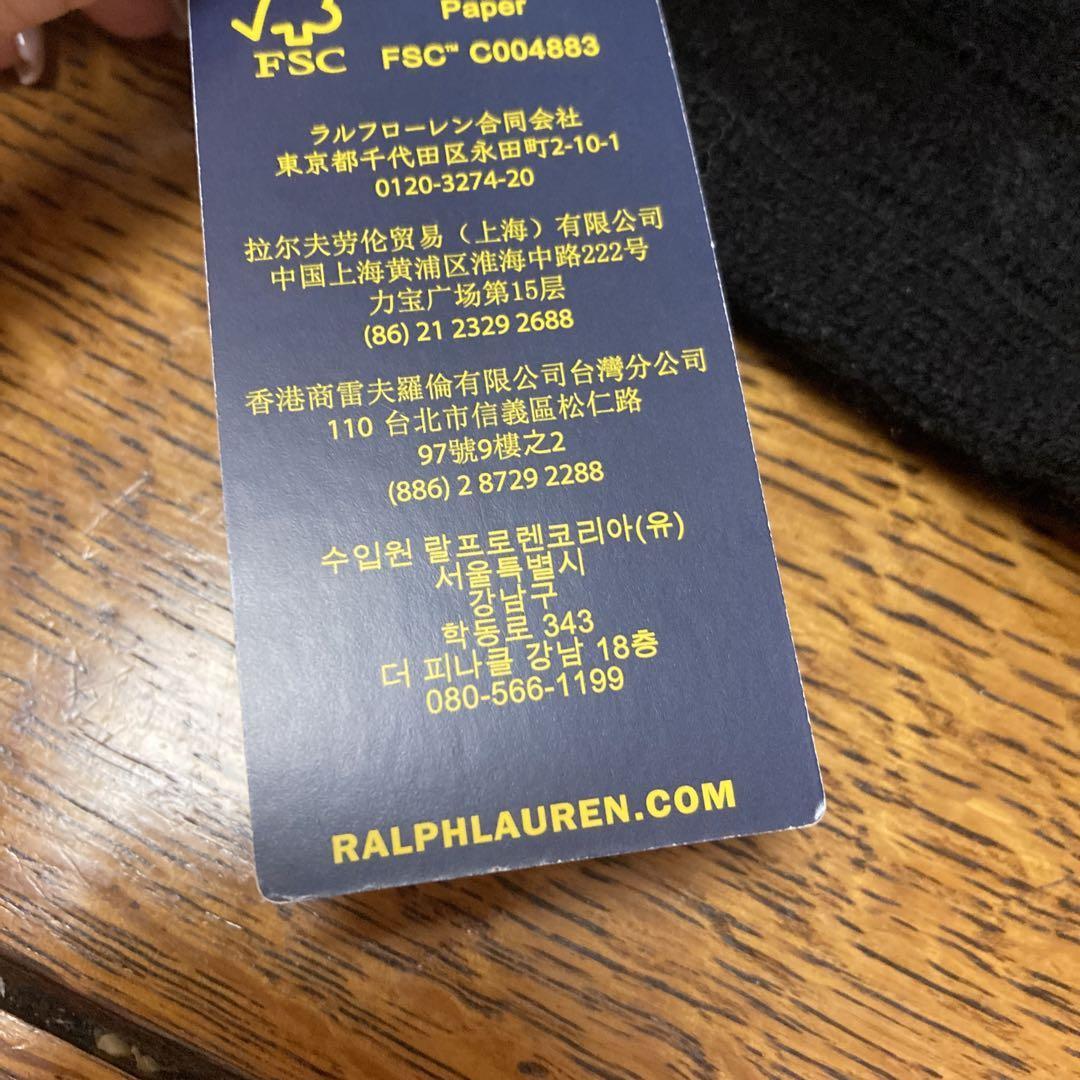 Paper
FSC FSC™ C004883
ラルフローレン合同会社
東京都千代田区永田町2-10-1
0120-3274-20
拉尔夫劳伦贸易（上海）有限公司
中国上海黄浦区淮海中路222号
力宝广场第15层
(86) 21 2329 2688
香港商雷夫羅倫有限公司台灣分公司
110 台北市信義區松仁路
97號9樓之2
(886) 2 8729 2288
수입원 랄프로렌코리아(유)
서울특별시
강남구
학동로 343
더 피나클 강남 18층
080-566-1199
RALPHLAUREN.COM